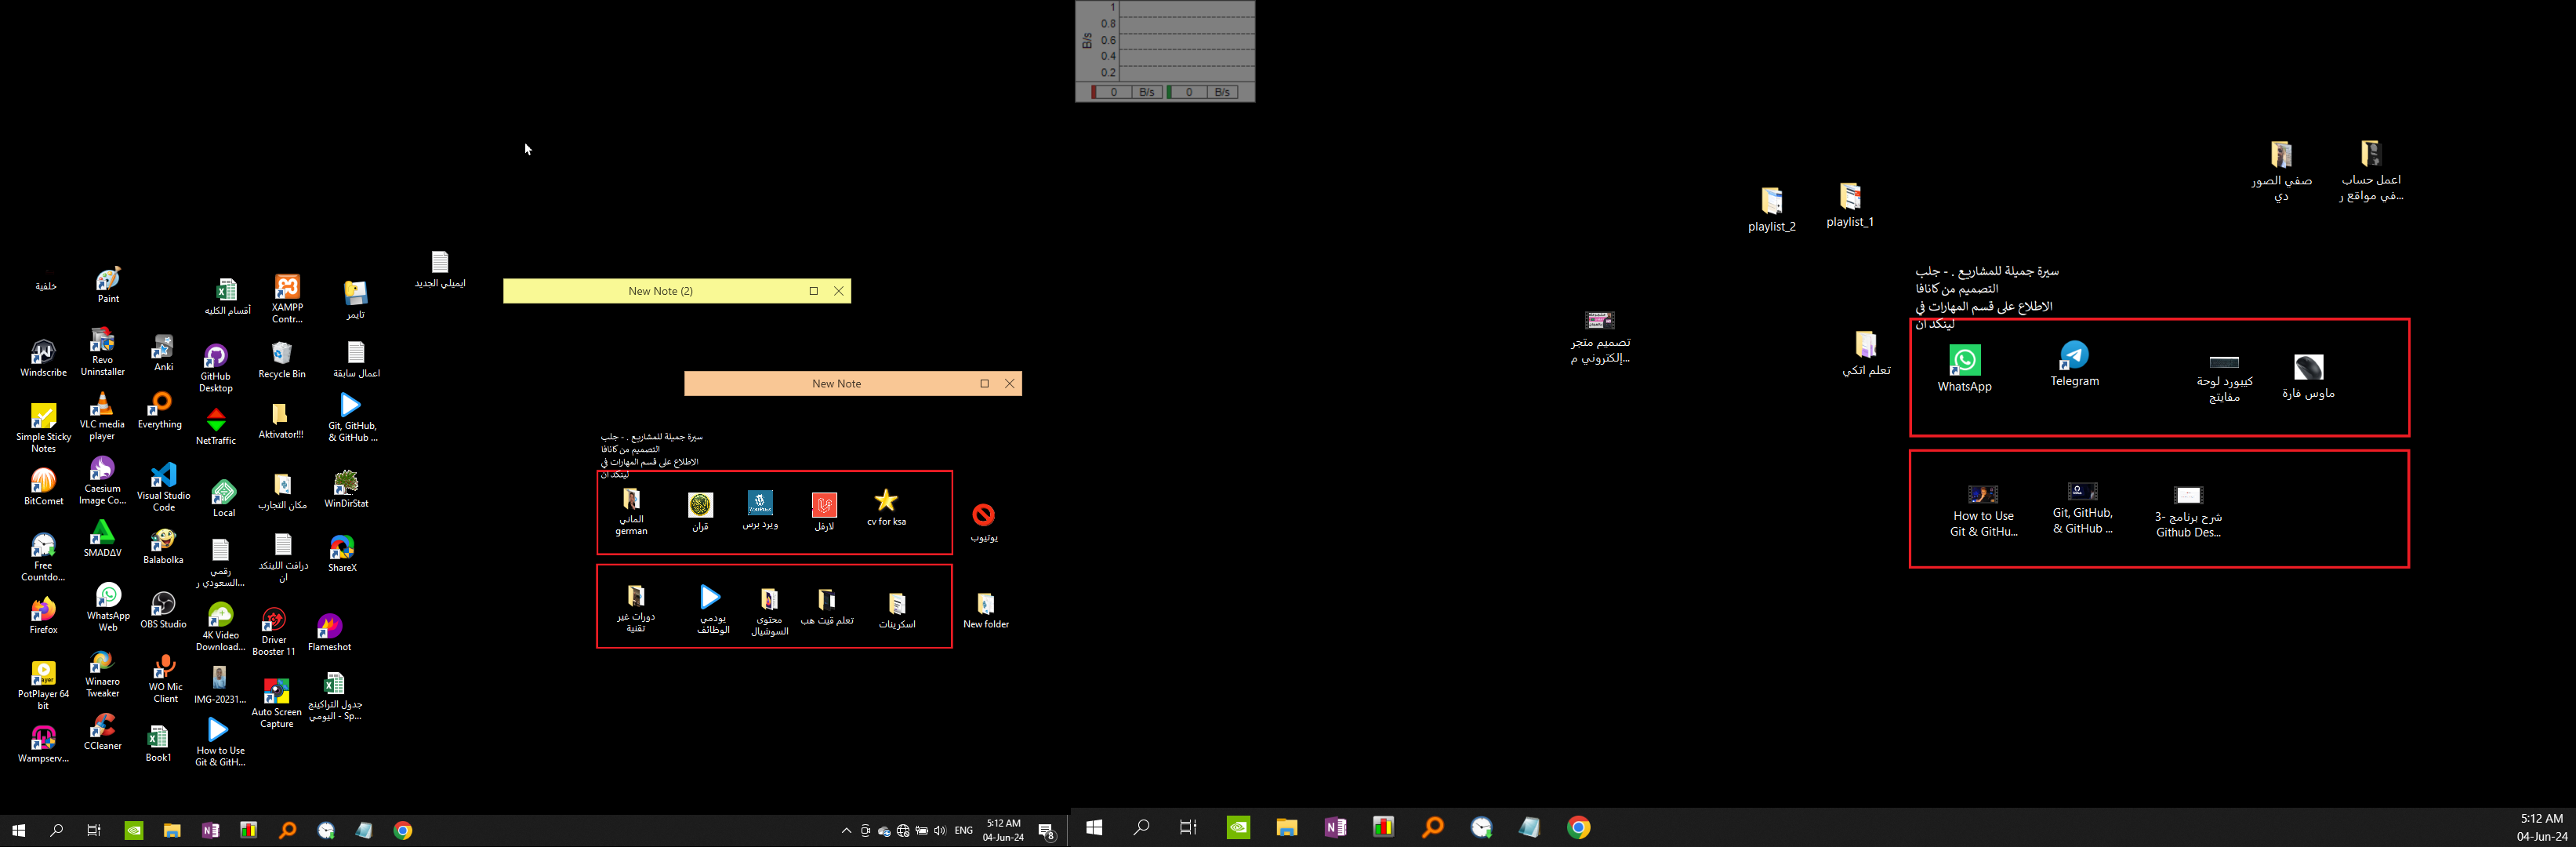 1
0.8
0.6
0.4
0.2
B/s
0 B/s 0 B/s
صفي الصور
دي
اعمل حساب
في مواقع ر...
playlist_2
playlist_1
ايميلي الجديد
خلفية
Paint
أقسام الكليه
XAMPP
Contr...
تايمر
New Note (2)
New Note
Windscribe
Revo
Uninstaller
Anki
GitHub
Desktop
Recycle Bin
اعمال سابقة
Simple Sticky
Notes
VLC media
player
Everything
NetTraffic
Aktivator!!!
Git, GitHub,
& GitHub ...
BitComet
Caesium
Image Co...
Visual Studio
Code
Local
مكان التجارب
WinDirStat
Free
Countdo...
SMADΔV
Balabolka
رقمي
السعودي ر...
درافت اللينكد
ان
ShareX
Firefox
WhatsApp
Web
OBS Studio
4K Video
Download...
Driver
Booster 11
Flameshot
PotPlayer 64
bit
Winaero
Tweaker
WO Mic
Client
IMG-20231...
Auto Screen
Capture
جدول التراكينج
اليومي - Sp...
Wampserv...
CCleaner
Book1
How to Use
Git & GitH...
سيرة جميلة للمشاريع . - جلب
التصميم من كانافا
الاطلاع على قسم المهارات في
لينكد ان
الماني
german
قران
ويرد برس
لارفل
cv for ksa
يوتيوب
دورات غير
تقنية
يودمي
الوظائف
محتوى
السوشيال
تعلم قيت هب
اسكرينات
New folder
تصميم متجر
إلكتروني م...
تعلم انكي
سيرة جميلة للمشاريع . - جلب
التصميم من كانافا
الاطلاع على قسم المهارات في
لينكد ان
WhatsApp
Telegram
كيبورد لوحة
مفاتيح
ماوس فارة
How to Use
Git & GitHu...
Git, GitHub,
& GitHub ...
3- شرح برنامج
Github Des...
ENG
5:12 AM
04-Jun-24
8
5:12 AM
04-Jun-24